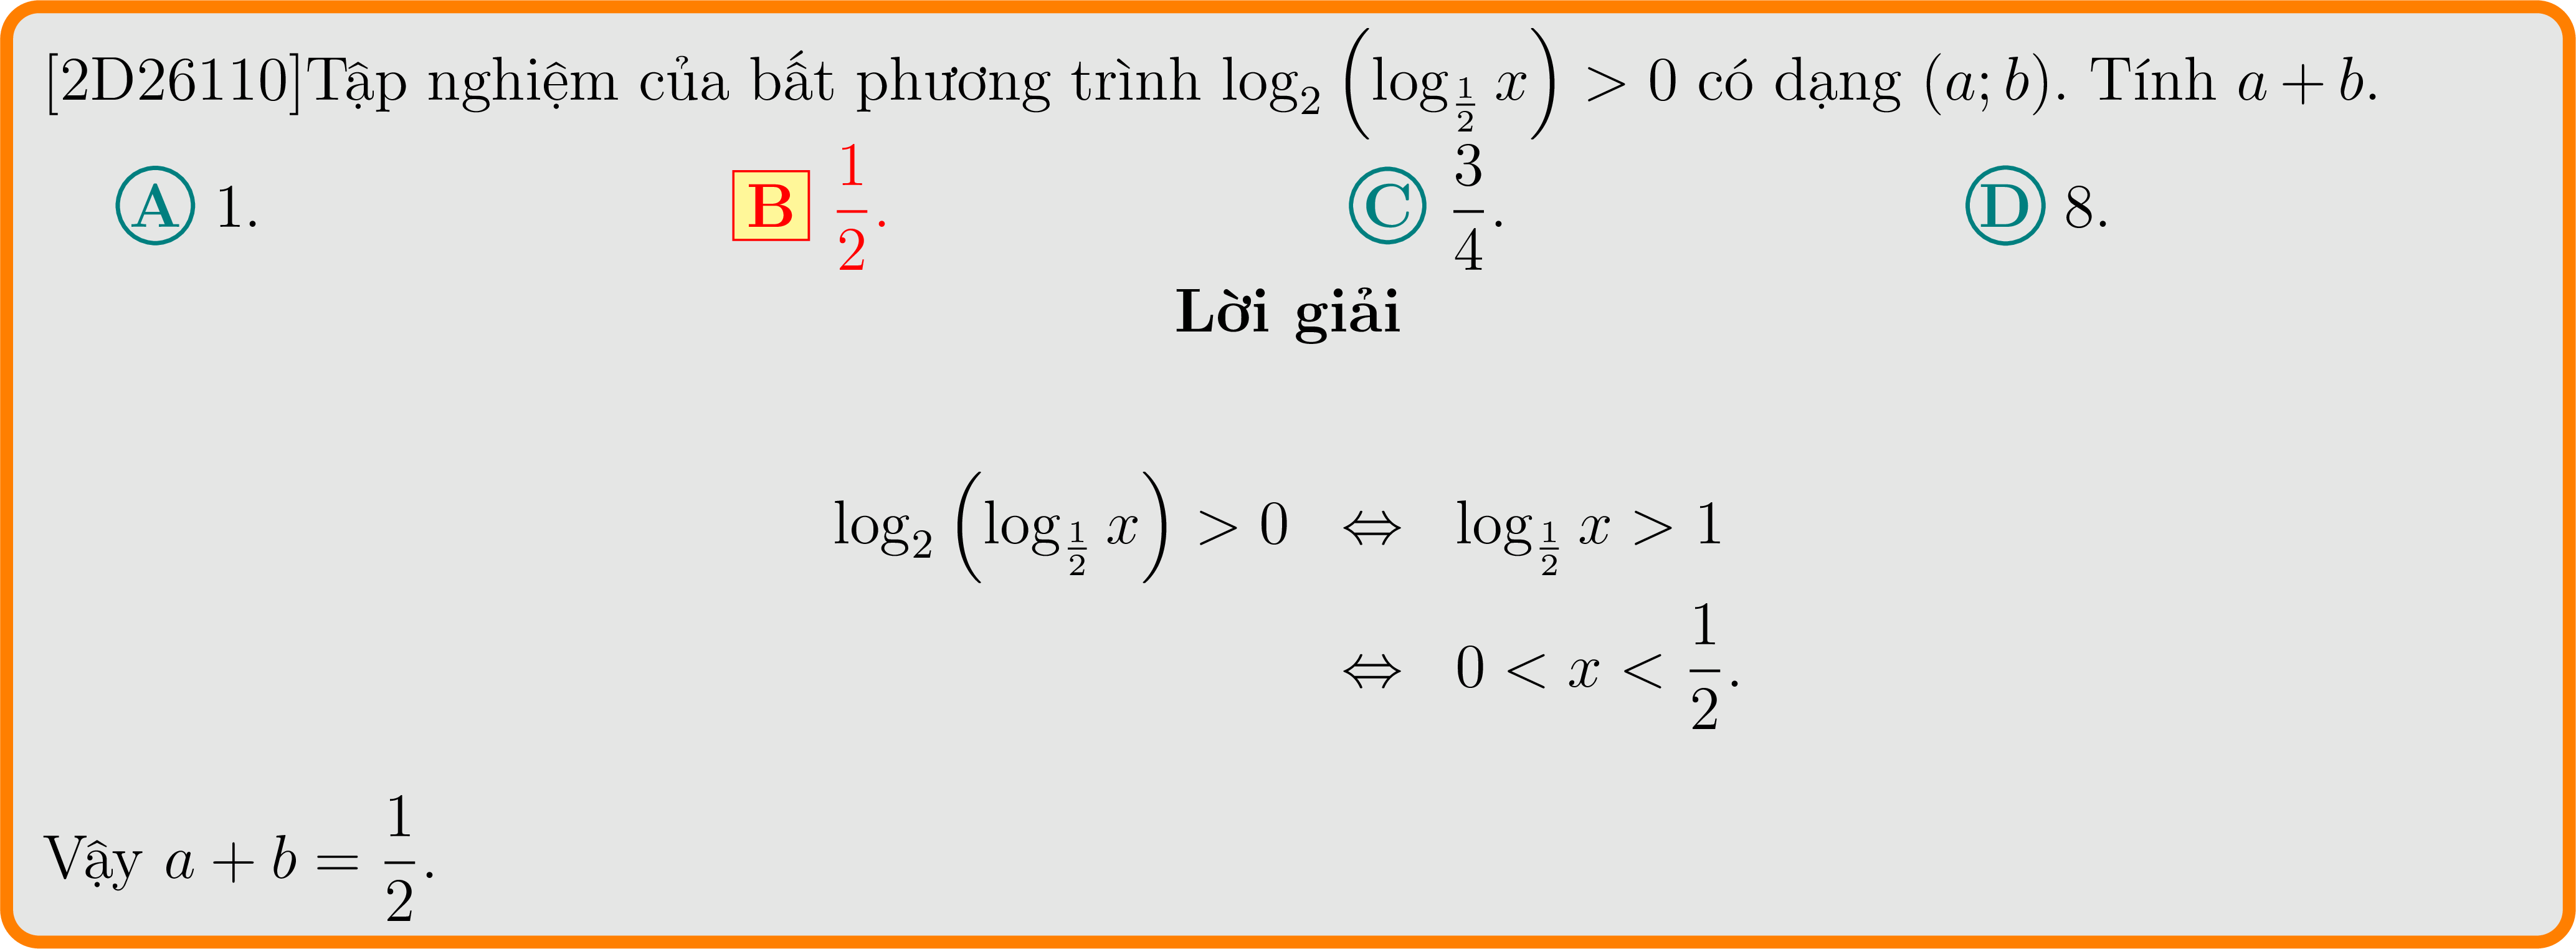 [2D26110]Tập nghiệm của bất phương trình $\log_2 \left( \log_{\frac{1}{2}} x \right) > 0$ có dạng $(a; b)$. Tính $a + b$.
A 1. B $\frac{1}{2}$. C $\frac{3}{4}$. D 8.
Lời giải
$\log_2 \left( \log_{\frac{1}{2}} x \right) > 0 \Leftrightarrow \log_{\frac{1}{2}} x > 1$
$\Leftrightarrow 0 < x < \frac{1}{2}$.
Vậy $a + b = \frac{1}{2}$.